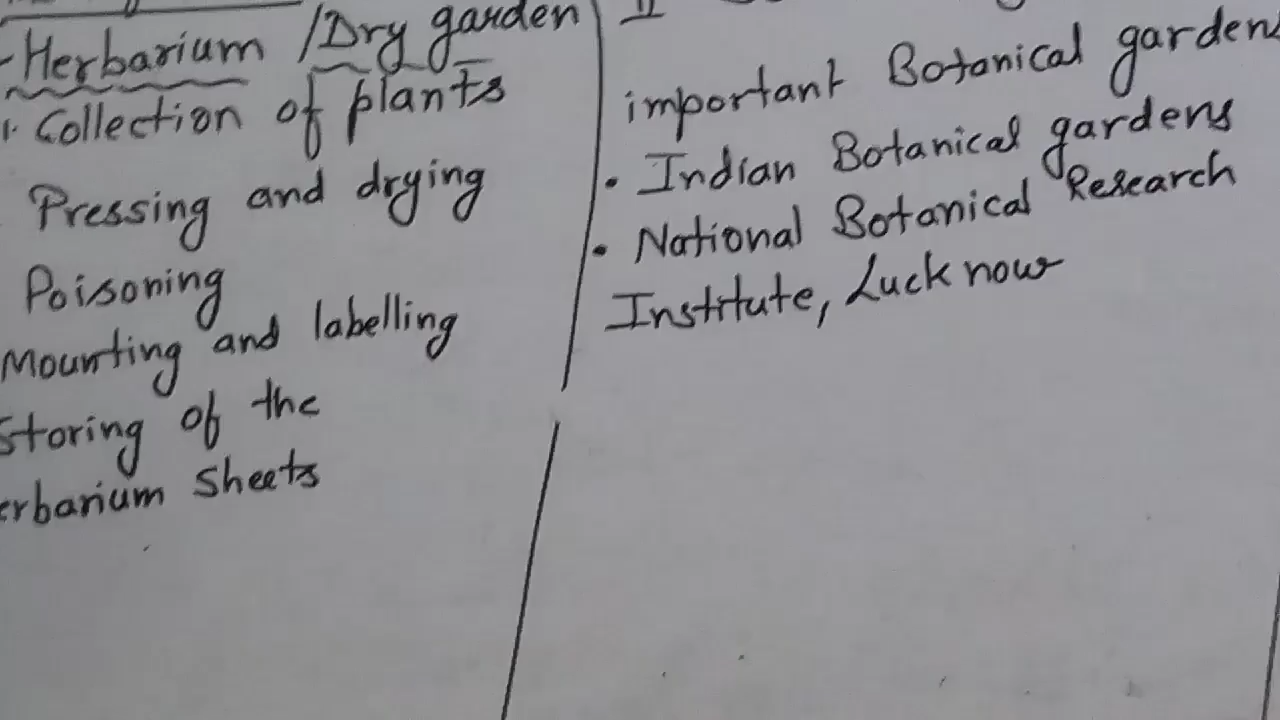 Herbarium / Dry garden
1. Collection of plants
Pressing and drying
Poisoning
Mounting and labelling
Storing of the
erbarium sheets
II
important Botanical gardens
• Indian Botanical gardens
• National Botanical Research
Institute, Lucknow